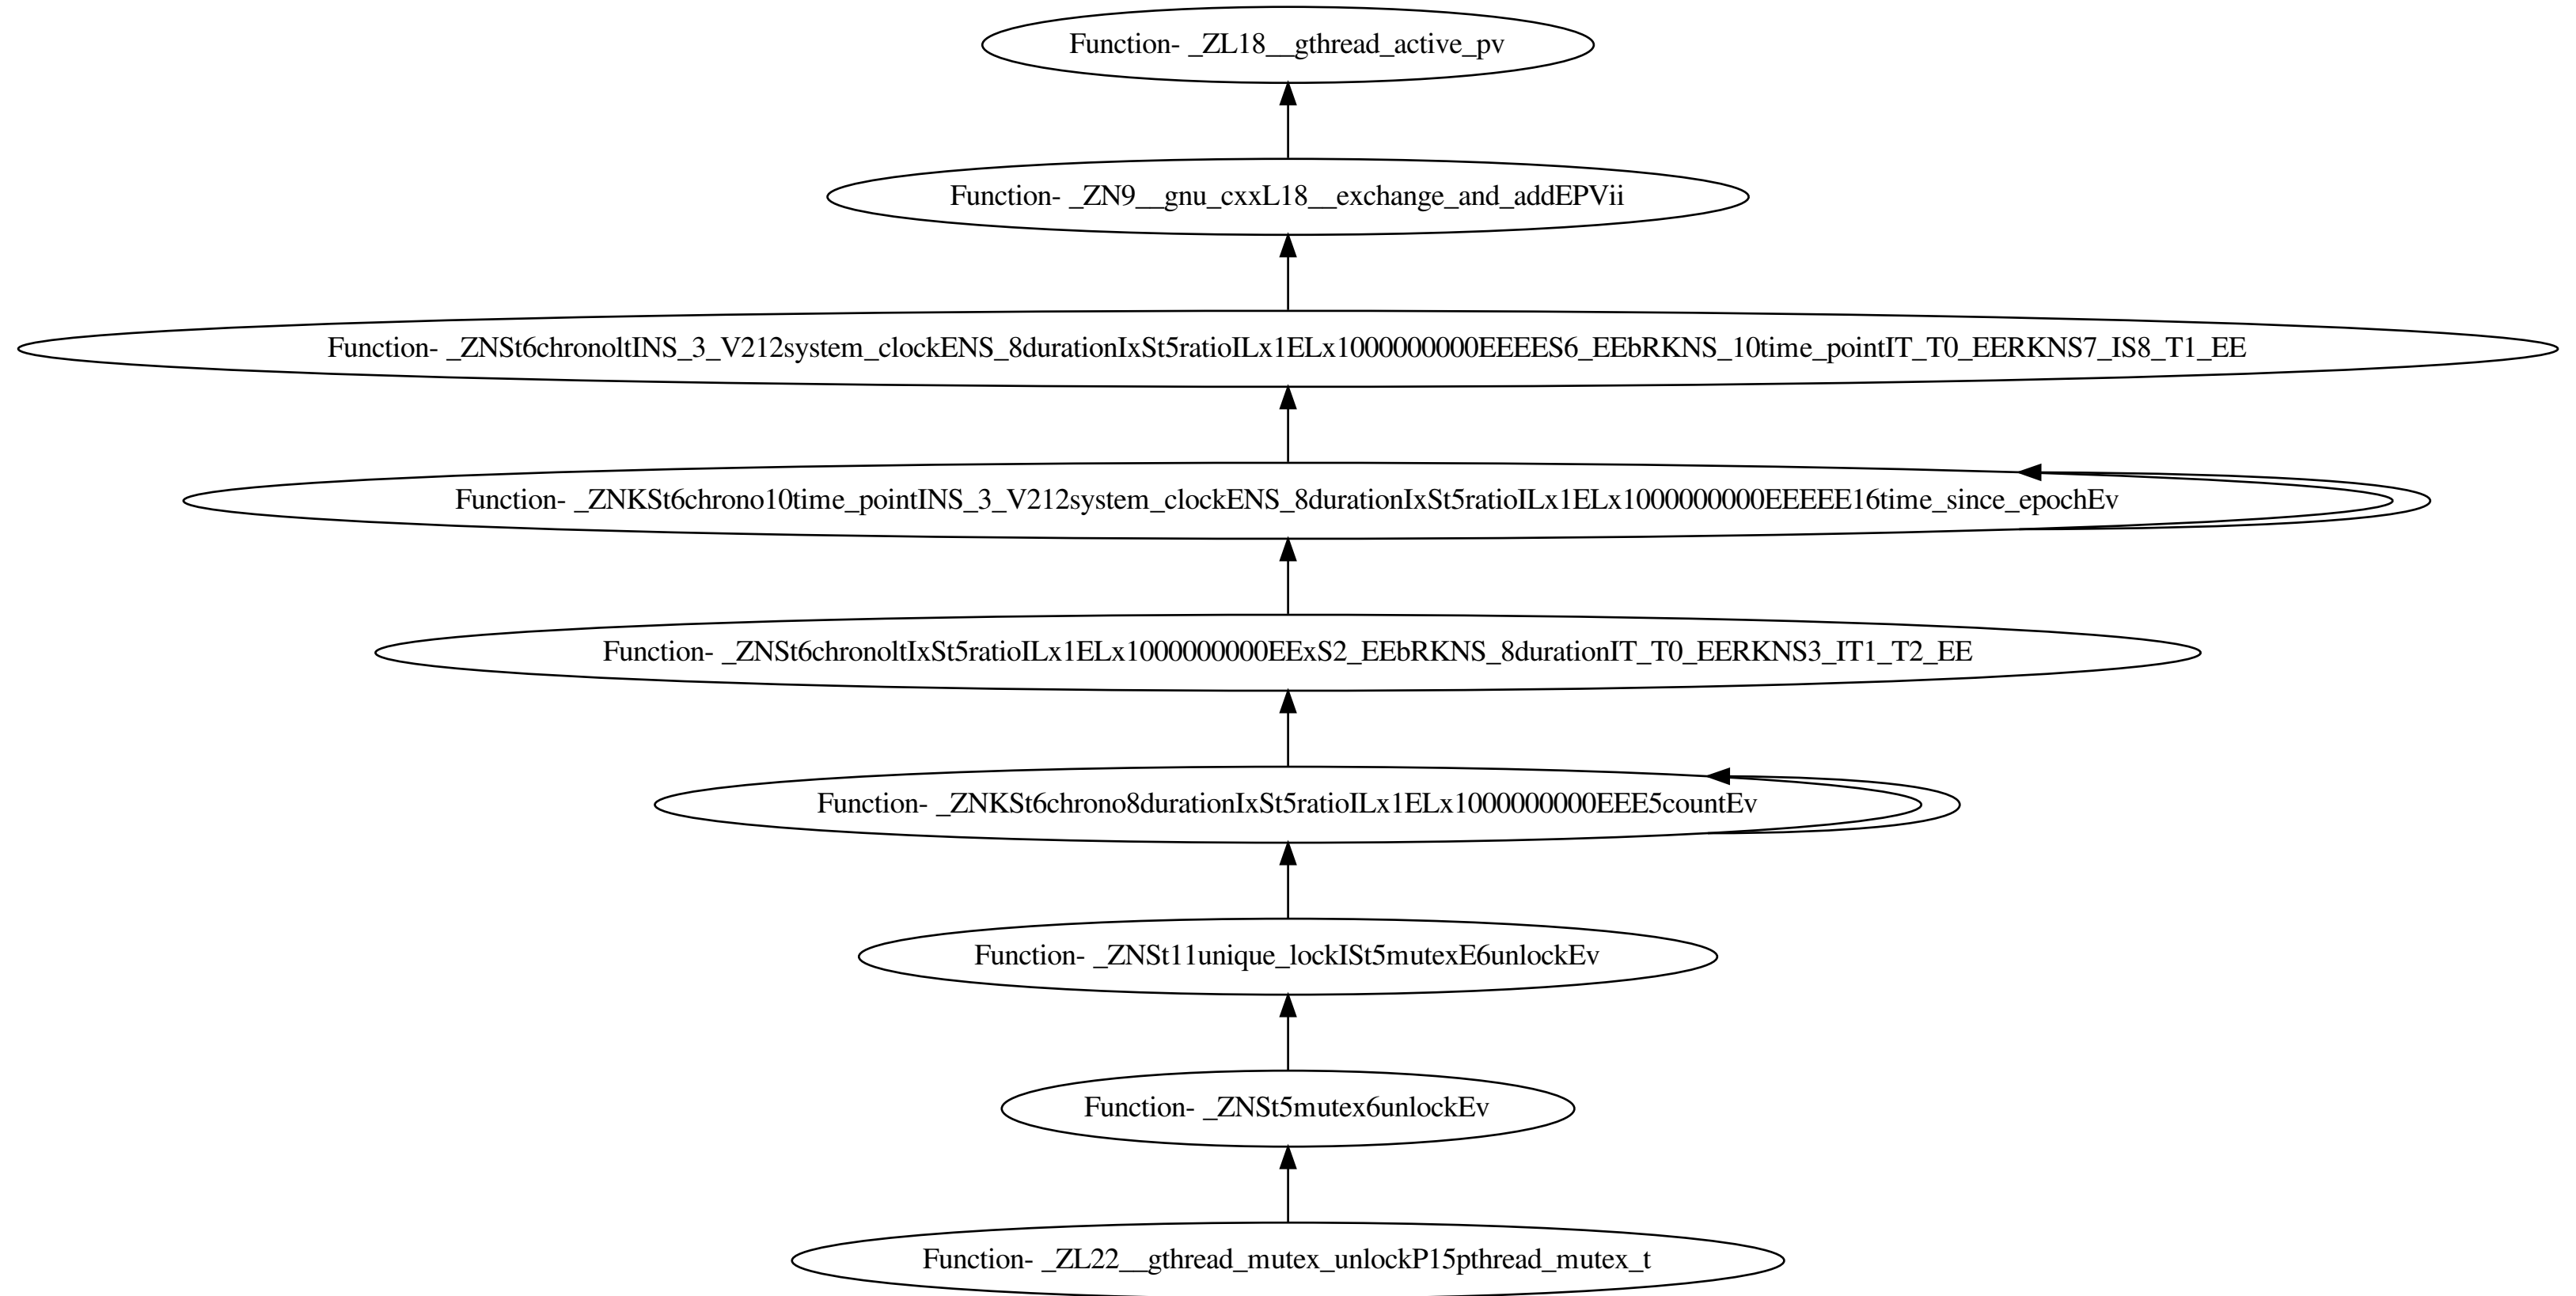 Function- _ZL18__gthread_active_pv
Function- _ZN9__gnu_cxxL18__exchange_and_addEPVii
Function- _ZNSt6chronoltINS_3_V212system_clockENS_8durationIxSt5ratioILx1ELx1000000000EEEES6_EEbRKNS_10time_pointIT_T0_EERKNS7_IS8_T1_EE
Function- _ZNKSt6chrono10time_pointINS_3_V212system_clockENS_8durationIxSt5ratioILx1ELx1000000000EEEEE16time_since_epochEv
Function- _ZNSt6chronoltIxSt5ratioILx1ELx1000000000EExS2_EEbRKNS_8durationIT_T0_EERKNS3_IT1_T2_EE
Function- _ZNKSt6chrono8durationIxSt5ratioILx1ELx1000000000EEE5countEv
Function- _ZNSt11unique_lockISt5mutexE6unlockEv
Function- _ZNSt5mutex6unlockEv
Function- _ZL22__gthread_mutex_unlockP15pthread_mutex_t